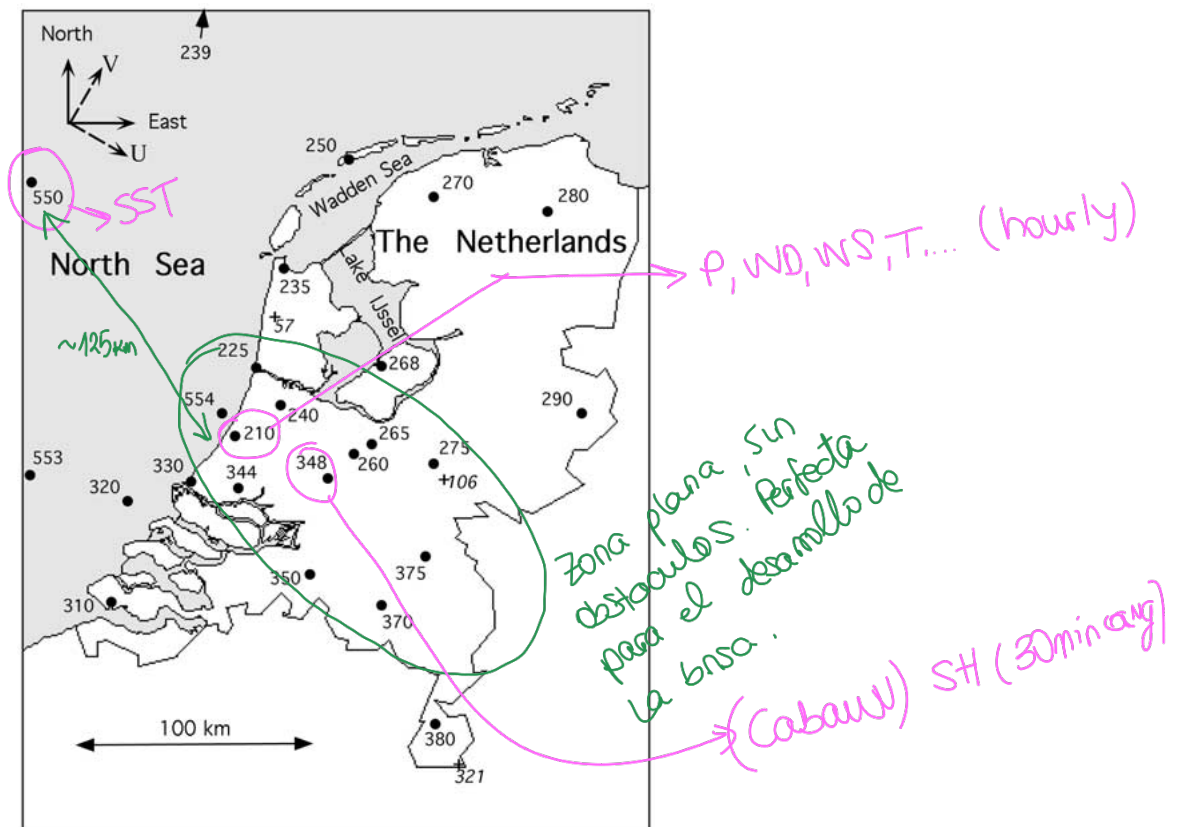 North
V
East
U
239
550
SST
250
Wadden Sea
270
280
North Sea
The Netherlands
P, WD, WS, T,... (hourly)
235
Lake IJssel
57
~125km
225
268
554
240
290
210
265
260
275
106
348
553
330
344
320
zona plana, sin
obstaculos. Perfecta
para el desarrollo de
la brisa.
350
375
310
370
(Cabauw) SH (30min avg)
100 km
380
321